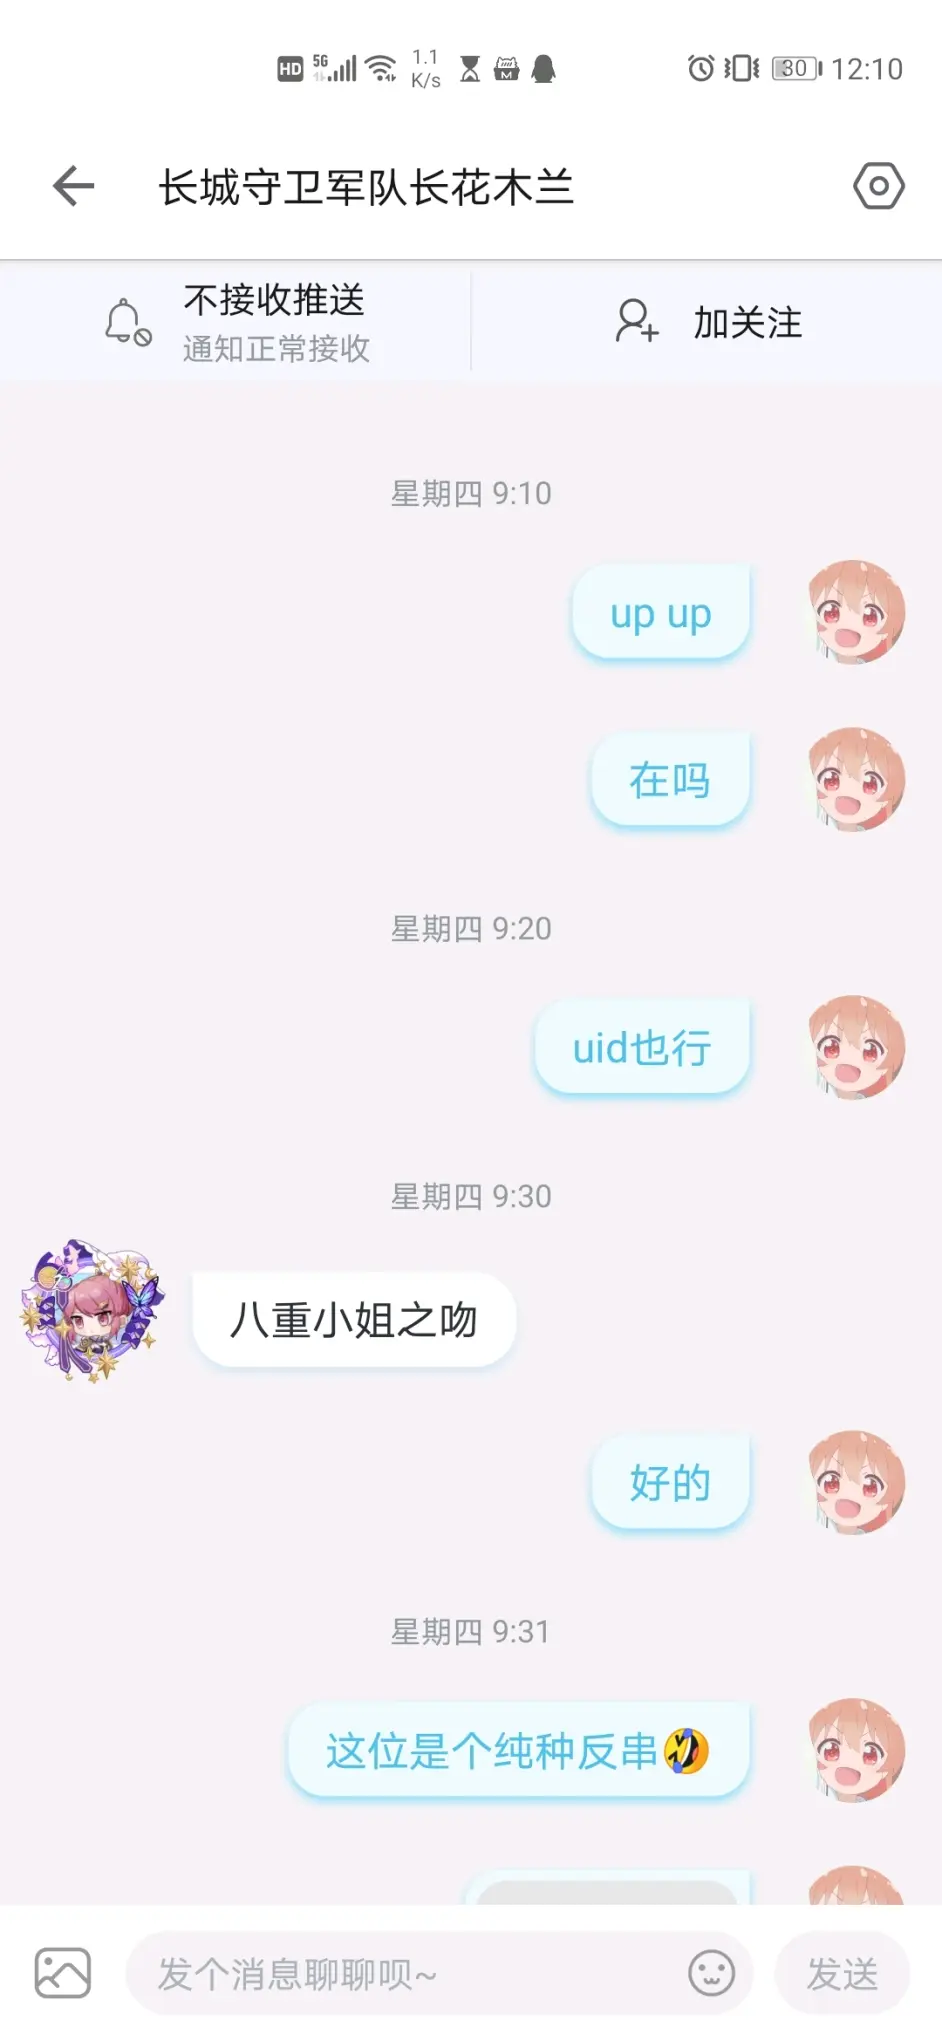 HD 5G 1.1 K/s 30 12:10
长城守卫军队长花木兰
不接收推送
通知正常接收
加关注
星期四 9:10
up up
在吗
星期四 9:20
uid也行
星期四 9:30
八重小姐之吻
好的
星期四 9:31
这位是个纯种反串🤣
发个消息聊聊呗~
发送